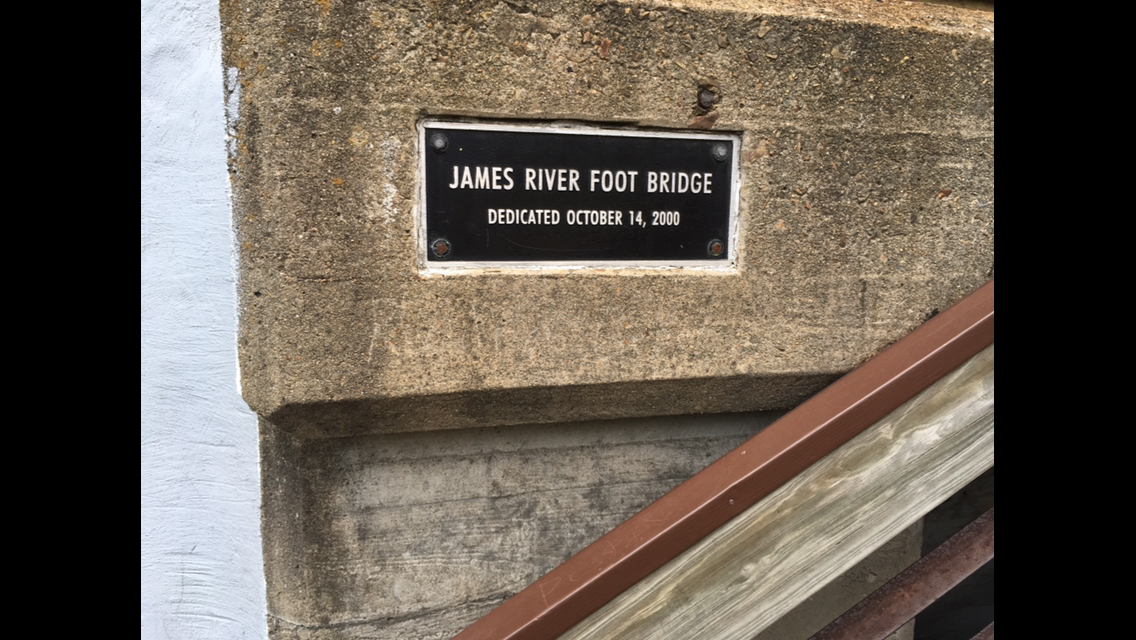 JAMES RIVER FOOT BRIDGE
DEDICATED OCTOBER 14, 2000